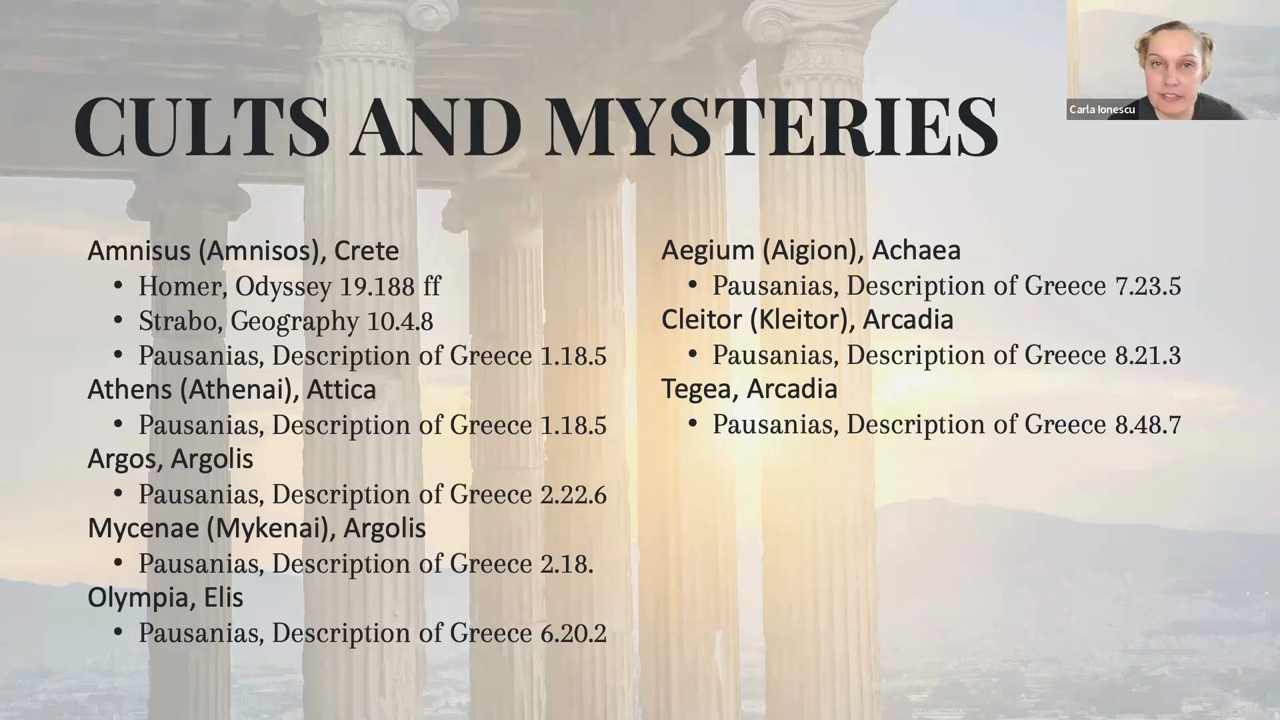 CULTS AND MYSTERIES
Carla Ionescu
Amnisus (Amnisos), Crete
• Homer, Odyssey 19.188 ff
• Strabo, Geography 10.4.8
• Pausanias, Description of Greece 1.18.5
Athens (Athenai), Attica
• Pausanias, Description of Greece 1.18.5
Argos, Argolis
• Pausanias, Description of Greece 2.22.6
Mycenae (Mykenai), Argolis
• Pausanias, Description of Greece 2.18.
Olympia, Elis
• Pausanias, Description of Greece 6.20.2
Aegium (Aigion), Achaea
• Pausanias, Description of Greece 7.23.5
Cleitor (Kleitor), Arcadia
• Pausanias, Description of Greece 8.21.3
Tegea, Arcadia
• Pausanias, Description of Greece 8.48.7